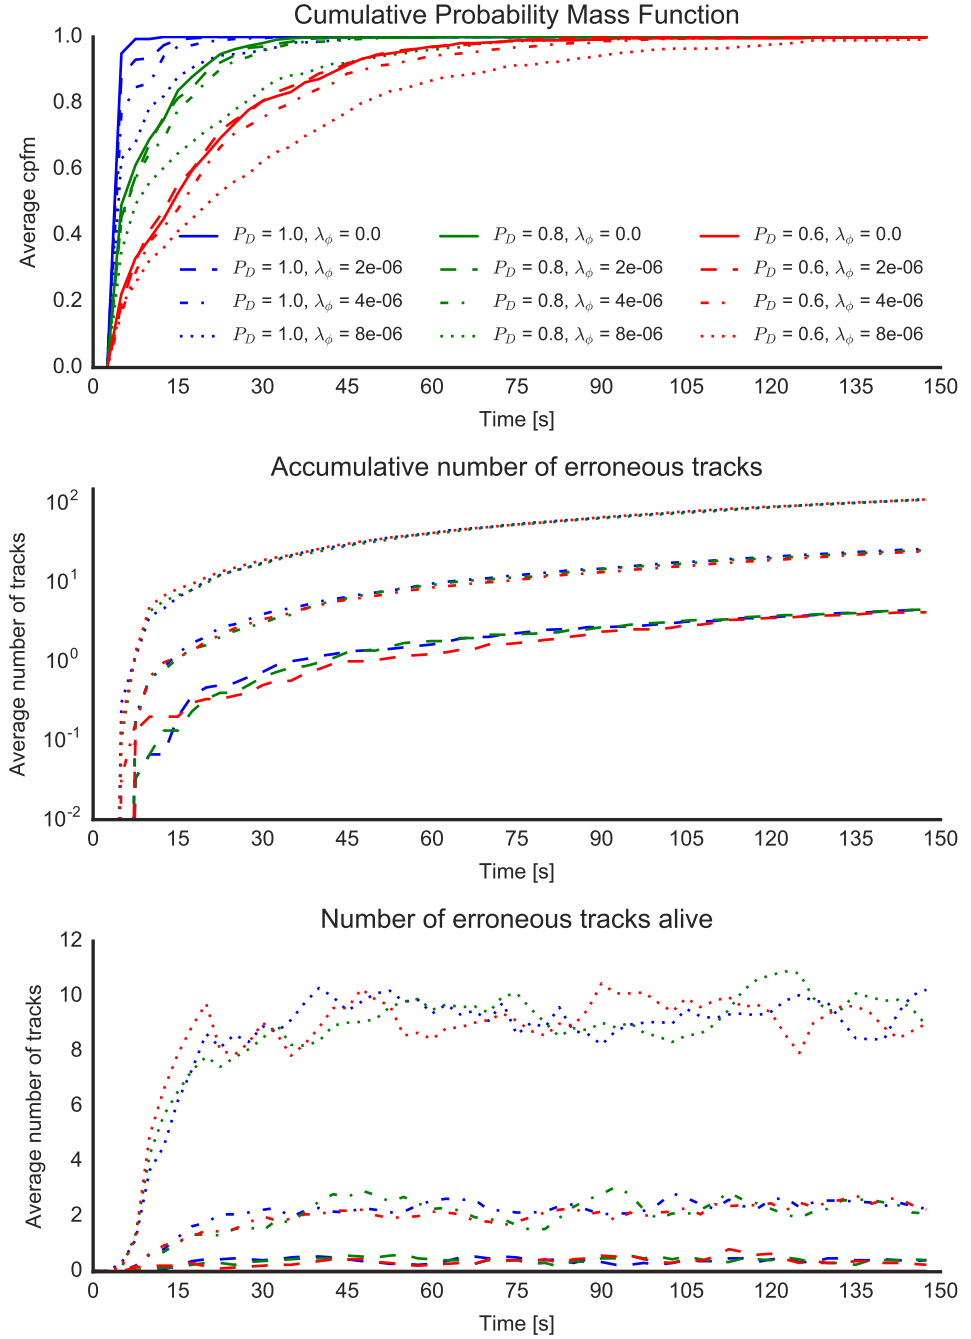 Cumulative Probability Mass Function
1.0
0.8
0.6
0.4
0.2
0.0
Average cpfm
P_D = 1.0, λ_ϕ = 0.0
P_D = 0.8, λ_ϕ = 0.0
P_D = 0.6, λ_ϕ = 0.0
P_D = 1.0, λ_ϕ = 2e-06
P_D = 0.8, λ_ϕ = 2e-06
P_D = 0.6, λ_ϕ = 2e-06
P_D = 1.0, λ_ϕ = 4e-06
P_D = 0.8, λ_ϕ = 4e-06
P_D = 0.6, λ_ϕ = 4e-06
P_D = 1.0, λ_ϕ = 8e-06
P_D = 0.8, λ_ϕ = 8e-06
P_D = 0.6, λ_ϕ = 8e-06
0 15 30 45 60 75 90 105 120 135 150
Time [s]
Accumulative number of erroneous tracks
10^2
10^1
10^0
10^-1
10^-2
Average number of tracks
0 15 30 45 60 75 90 105 120 135 150
Time [s]
Number of erroneous tracks alive
12
10
8
6
4
2
0
Average number of tracks
0 15 30 45 60 75 90 105 120 135 150
Time [s]